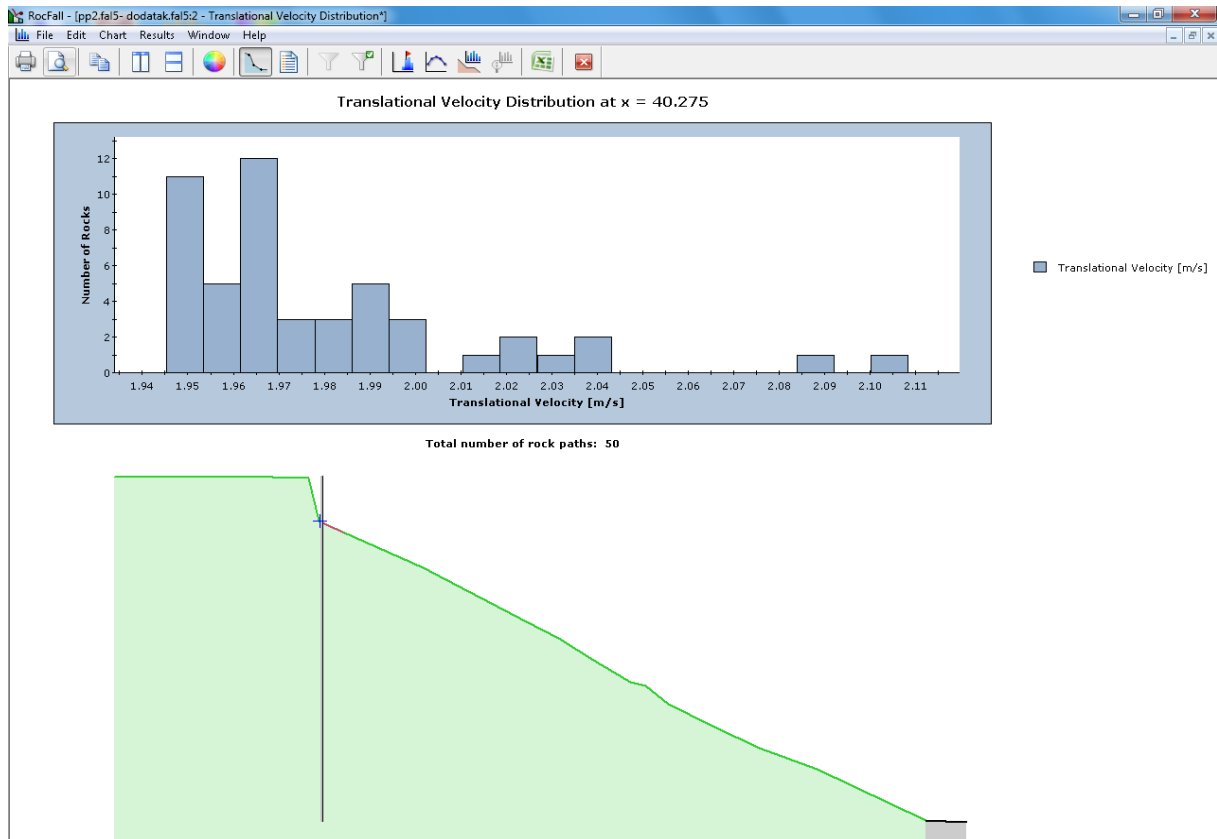 RocFall - [pp2.fal5- dodatak.fal5:2 - Translational Velocity Distribution*]
File Edit Chart Results Window Help
Translational Velocity Distribution at x = 40.275
Number of Rocks
12
10
8
6
4
2
0
1.94 1.95 1.96 1.97 1.98 1.99 2.00 2.01 2.02 2.03 2.04 2.05 2.06 2.07 2.08 2.09 2.10 2.11
Translational Velocity [m/s]
Translational Velocity [m/s]
Total number of rock paths: 50